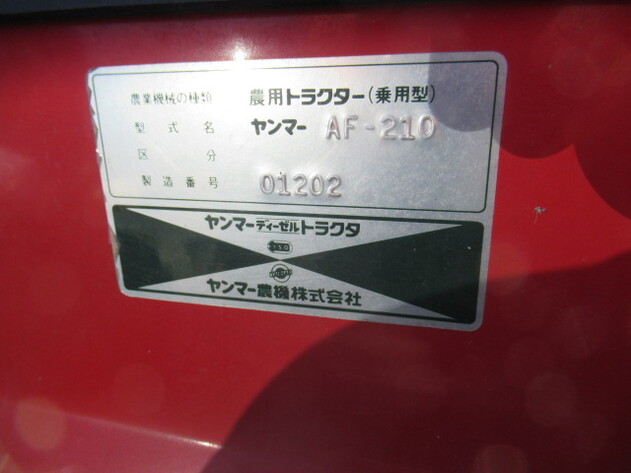 農業機械の種類 農用トラクター(乗用型)
型式名 ヤンマー AF-210
区分
製造番号 01202
ヤンマーディーゼルトラクタ
ヤンマー農機株式会社